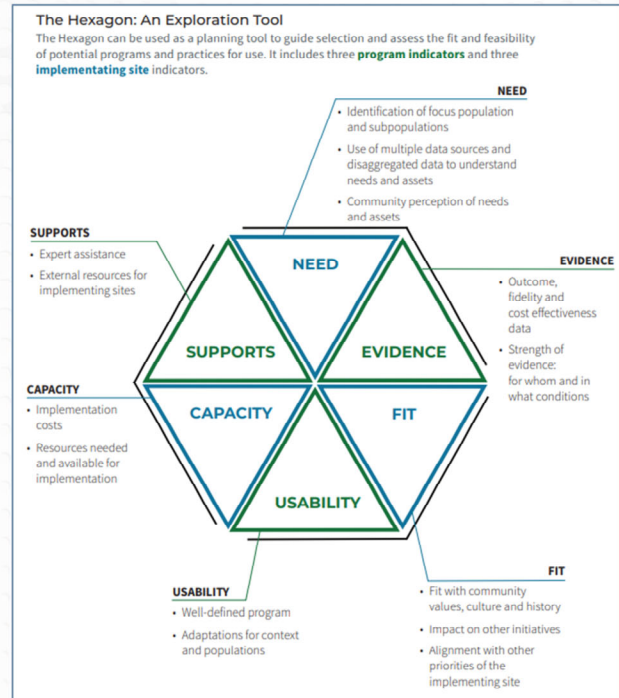 The Hexagon: An Exploration Tool
The Hexagon can be used as a planning tool to guide selection and assess the fit and feasibility
of potential programs and practices for use. It includes three program indicators and three
implementating site indicators.
NEED
• Identification of focus population
and subpopulations
• Use of multiple data sources and
disaggregated data to understand
needs and assets
• Community perception of needs
and assets
SUPPORTS
• Expert assistance
• External resources for
implementing sites
EVIDENCE
• Outcome,
fidelity and
cost effectiveness
data
• Strength of
evidence:
for whom and in
what conditions
NEED
SUPPORTS
EVIDENCE
CAPACITY
FIT
USABILITY
CAPACITY
• Implementation
costs
• Resources needed
and available for
implementation
USABILITY
• Well-defined program
• Adaptations for context
and populations
FIT
• Fit with community
values, culture and history
• Impact on other initiatives
• Alignment with other
priorities of the
implementing site